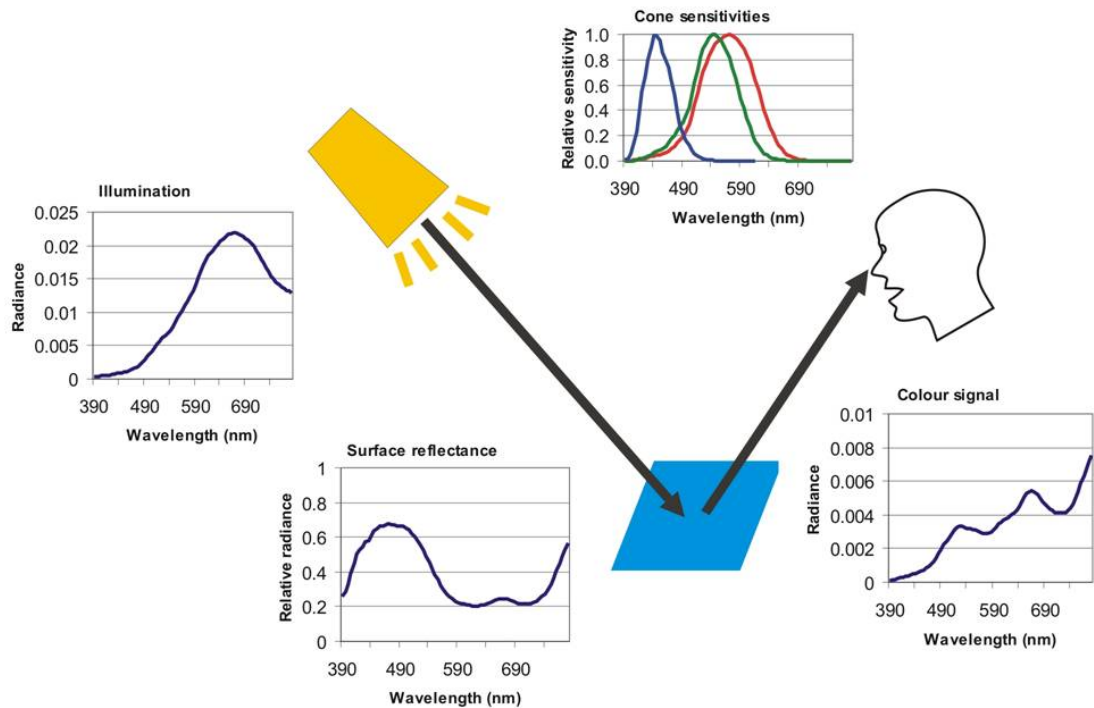 Cone sensitivities
Relative sensitivity
1.0
0.8
0.6
0.4
0.2
0.0
390 490 590 690
Wavelength (nm)
Illumination
Radiance
0.025
0.02
0.015
0.01
0.005
0
390 490 590 690
Wavelength (nm)
Surface reflectance
Relative radiance
1
0.8
0.6
0.4
0.2
0
390 490 590 690
Wavelength (nm)
Colour signal
Radiance
0.01
0.008
0.006
0.004
0.002
0
390 490 590 690
Wavelength (nm)